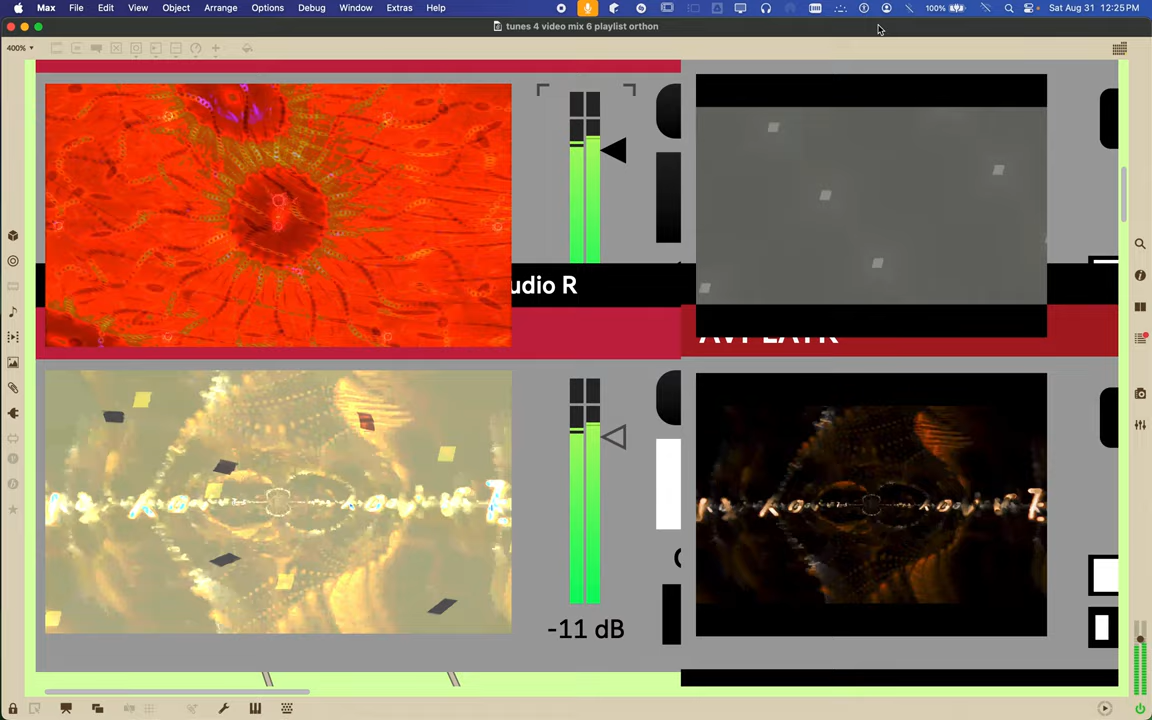 Max File Edit View Object Arrange Options Debug Window Extras Help 100% Sat Aug 31 12:25 PM
tunes 4 video mix 6 playlist orthon
400%
udio R
-11 dB